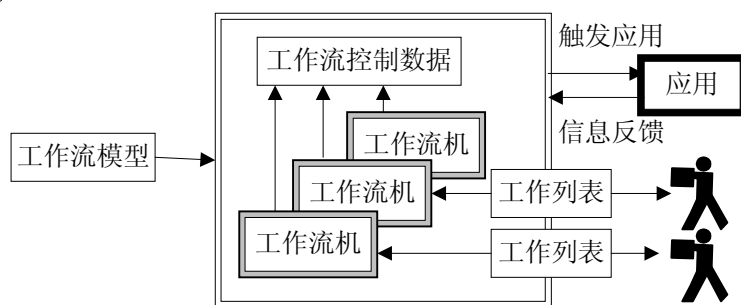 触发应用
工作流控制数据
应用
信息反馈
工作流机
工作流模型
工作流机
工作列表
工作流机
工作列表